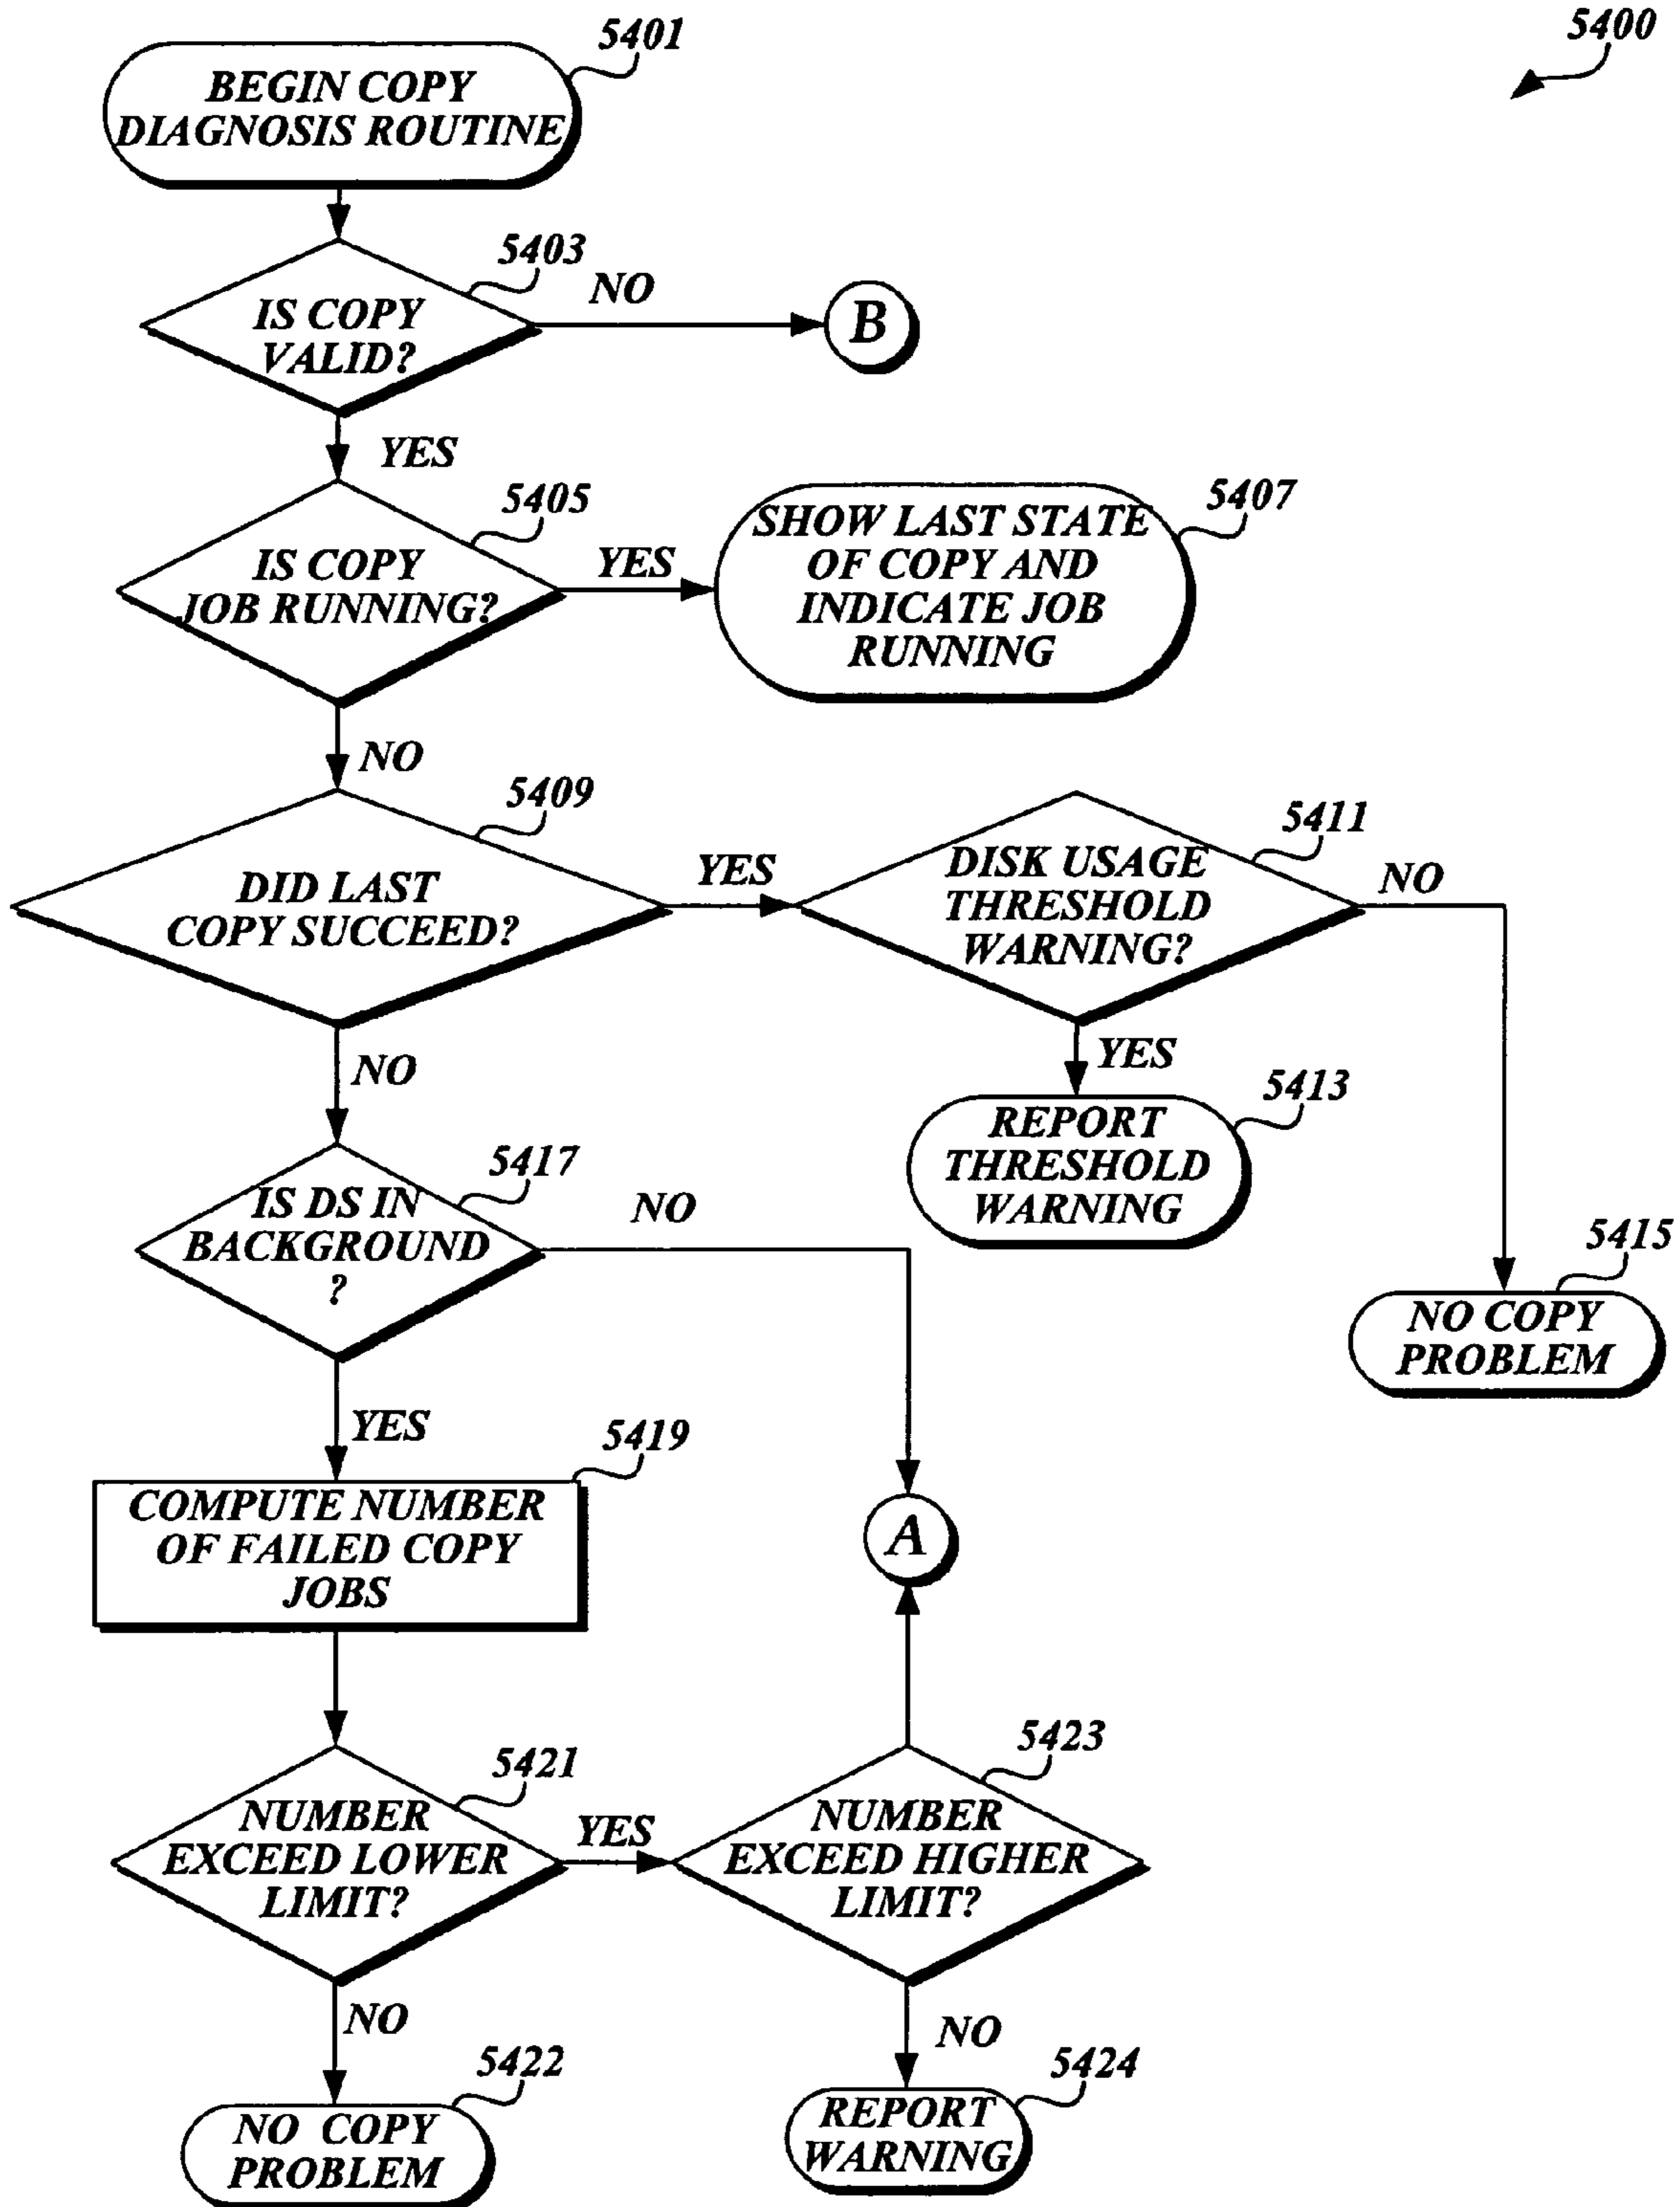 5400
5401
BEGIN COPY
DIAGNOSIS ROUTINE
5403
IS COPY
VALID?
NO
B
YES
5405
IS COPY
JOB RUNNING?
YES
5407
SHOW LAST STATE
OF COPY AND
INDICATE JOB
RUNNING
NO
5409
DID LAST
COPY SUCCEED?
YES
5411
DISK USAGE
THRESHOLD
WARNING?
NO
YES
5413
REPORT
THRESHOLD
WARNING
5415
NO COPY
PROBLEM
NO
5417
IS DS IN
BACKGROUND
?
NO
A
YES
5419
COMPUTE NUMBER
OF FAILED COPY
JOBS
5421
NUMBER
EXCEED LOWER
LIMIT?
YES
5423
NUMBER
EXCEED HIGHER
LIMIT?
NO
5422
NO COPY
PROBLEM
NO
5424
REPORT
WARNING